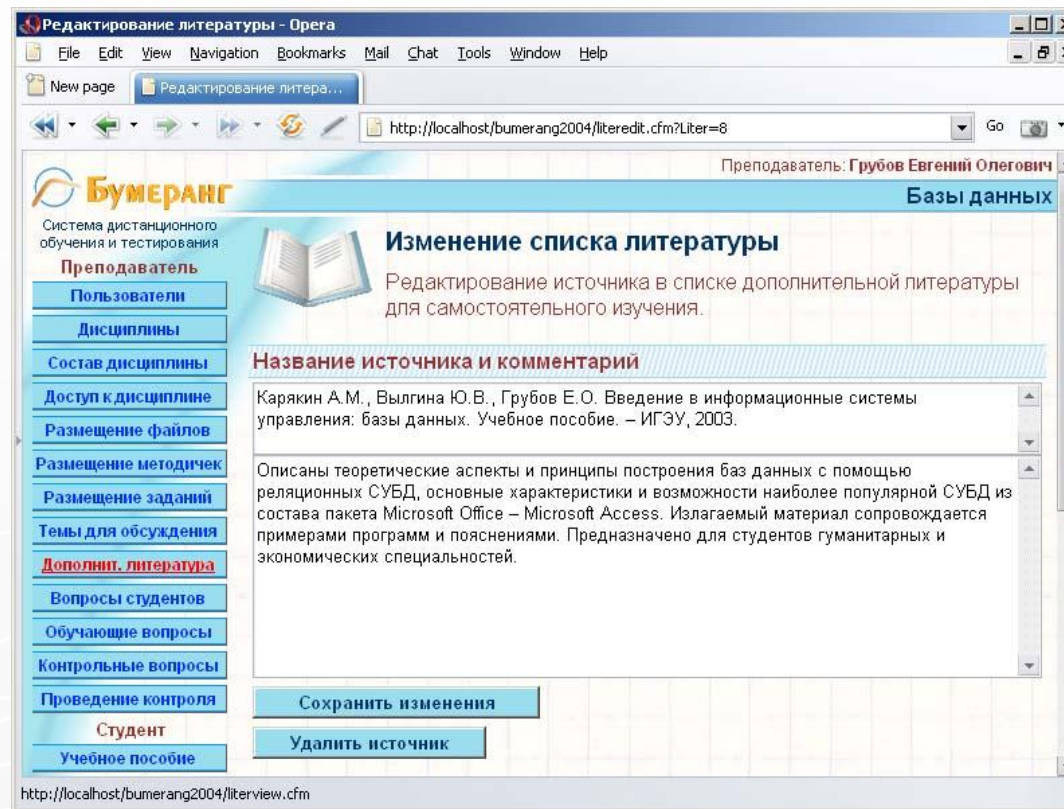 Редактирование литературы - Opera
File Edit View Navigation Bookmarks Mail Chat Tools Window Help
New page
Редактирование литера...
http://localhost/bumerang2004/literedit.cfm?Liter=8
Go
Преподаватель: Грубов Евгений Олегович
Бумеранг
Базы данных
Система дистанционного
обучения и тестирования
Преподаватель
Пользователи
Дисциплины
Состав дисциплины
Доступ к дисциплине
Размещение файлов
Размещение методичек
Размещение заданий
Темы для обсуждения
Дополнит. литература
Вопросы студентов
Обучающие вопросы
Контрольные вопросы
Проведение контроля
Студент
Учебное пособие
Изменение списка литературы
Редактирование источника в списке дополнительной литературы
для самостоятельного изучения.
Название источника и комментарий
Карякин А.М., Вылгина Ю.В., Грубов Е.О. Введение в информационные системы
управления: базы данных. Учебное пособие. – ИГЭУ, 2003.
Описаны теоретические аспекты и принципы построения баз данных с помощью
реляционных СУБД, основные характеристики и возможности наиболее популярной СУБД из
состава пакета Microsoft Office – Microsoft Access. Излагаемый материал сопровождается
примерами программ и пояснениями. Предназначено для студентов гуманитарных и
экономических специальностей.
Сохранить изменения
Удалить источник
http://localhost/bumerang2004/literview.cfm